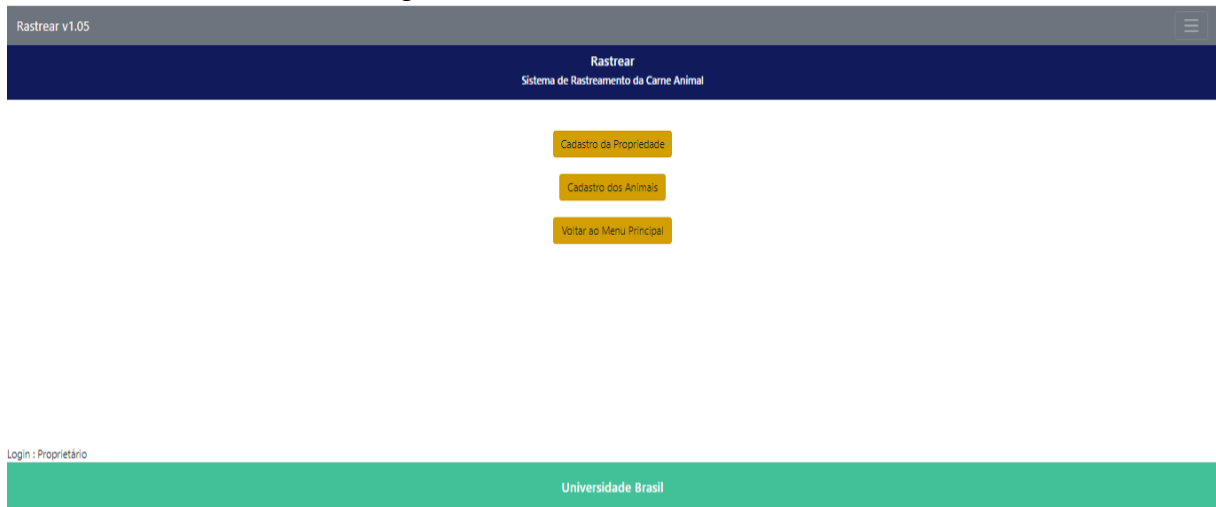 Rastrear v1.05
Rastrear
Sistema de Rastreamento da Carne Animal
Cadastro da Propriedade
Cadastro dos Animais
Voltar ao Menu Principal
Login : Proprietário
Universidade Brasil